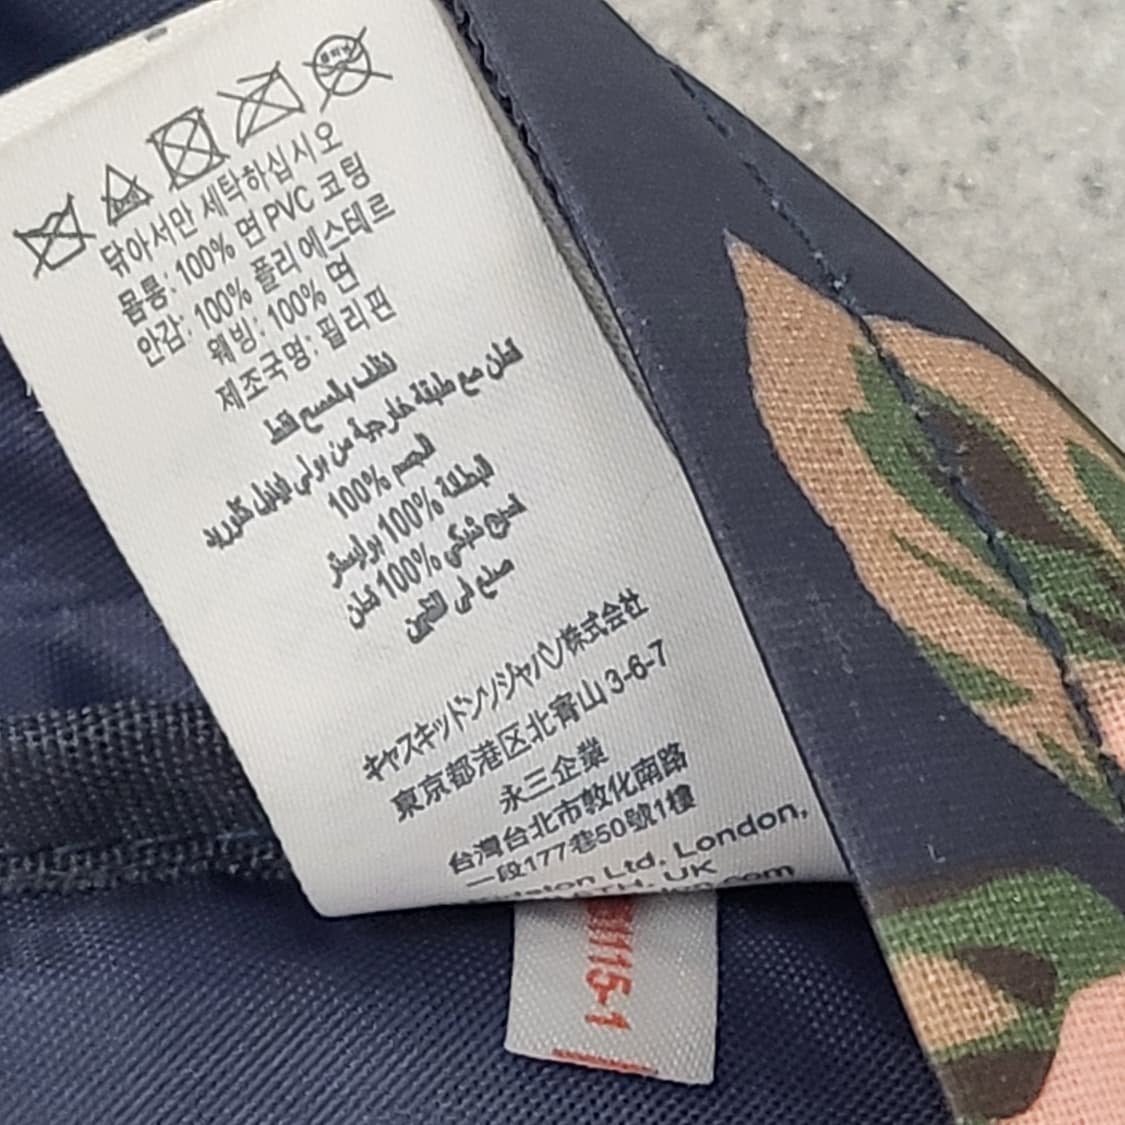 닦아서만 세탁하십시오
몸통: 100% 면 PVC 코팅
안감: 100% 폴리에스테르
웨빙: 100% 면
제조국명: 필리핀
نظف بالمسح فقط
قطن مع طبقة خارجية من بولي فينيل كلوريد
الجسم 100%
البطانة 100% بوليستر
نسيج شبكي 100% قطن
صنع في الفلبين
キャスキッドソンジャパン株式会社
東京都港区北青山 3-6-7
永三企業
台灣台北市敦化南路
一段177巷50號1樓
Ltd. London,
UK
115-1